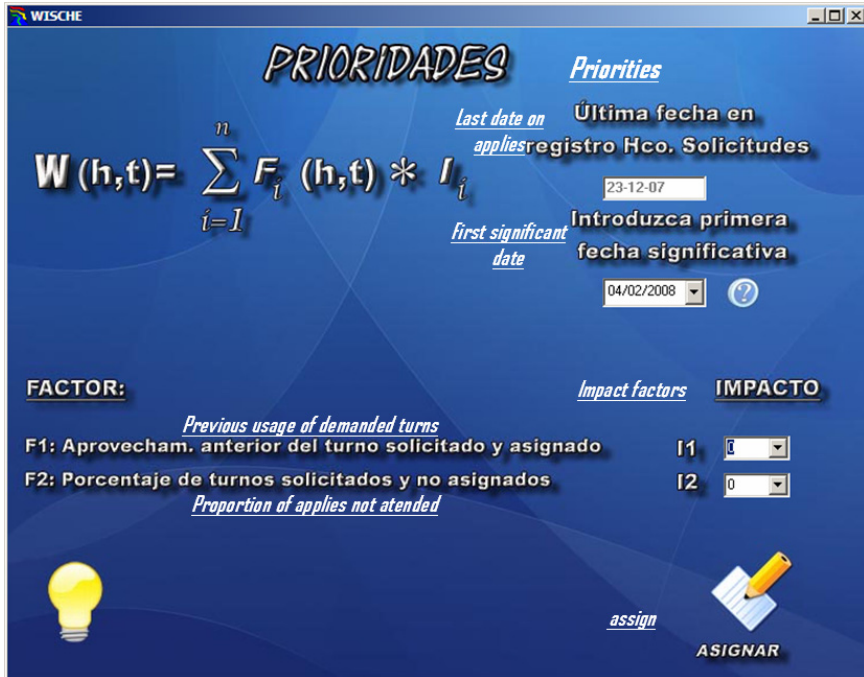 WISCHE
PRIORIDADES Priorities
Last date on Última fecha en
applies registro Hco. Solicitudes
W (h,t)= n ∑ i=1 F i (h,t) * I i
23-12-07
First significant Introduzca primera
date fecha significativa
04/02/2008 ?
FACTOR: Impact factors IMPACTO
Previous usage of demanded turns
F1: Aprovecham. anterior del turno solicitado y asignado I1 0
F2: Porcentaje de turnos solicitados y no asignados I2 0
Proportion of applies not atended
assign
ASIGNAR